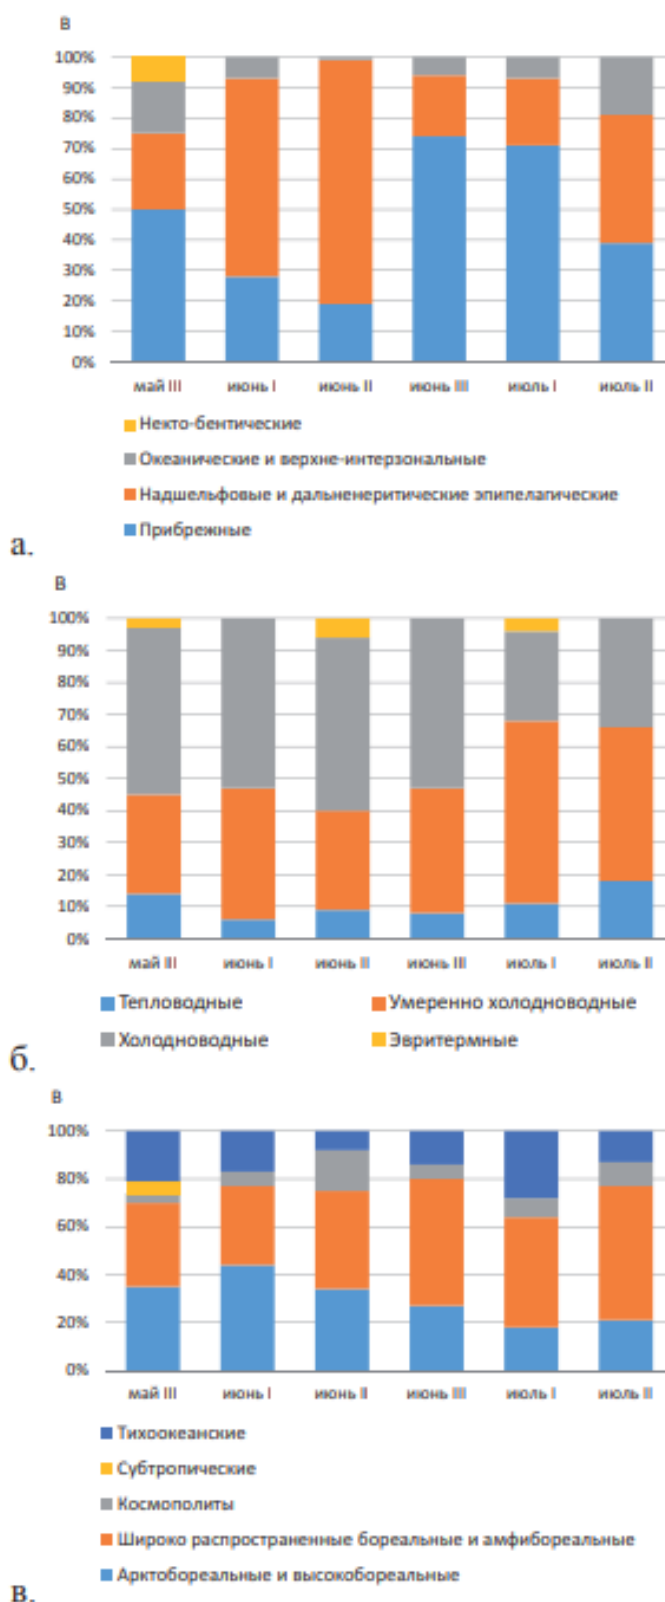 В
100%
90%
80%
70%
60%
50%
40%
30%
20%
10%
0%
май III июнь I июнь II июнь III июль I июль II
Некто-бентические
Океанические и верхне-интерзональные
Надшельфовые и дальненеритические эпипелагические
Прибрежные
а.
В
100%
90%
80%
70%
60%
50%
40%
30%
20%
10%
0%
май III июнь I июнь II июнь III июль I июль II
Тепловодные Умеренно холодноводные
Холодноводные Эвритермные
б.
В
100%
80%
60%
40%
20%
0%
май III июнь I июнь II июнь III июль I июль II
Тихоокеанские
Субтропические
Космополиты
Широко распространенные бореальные и амфибореальные
Арктобореальные и высокобореальные
в.